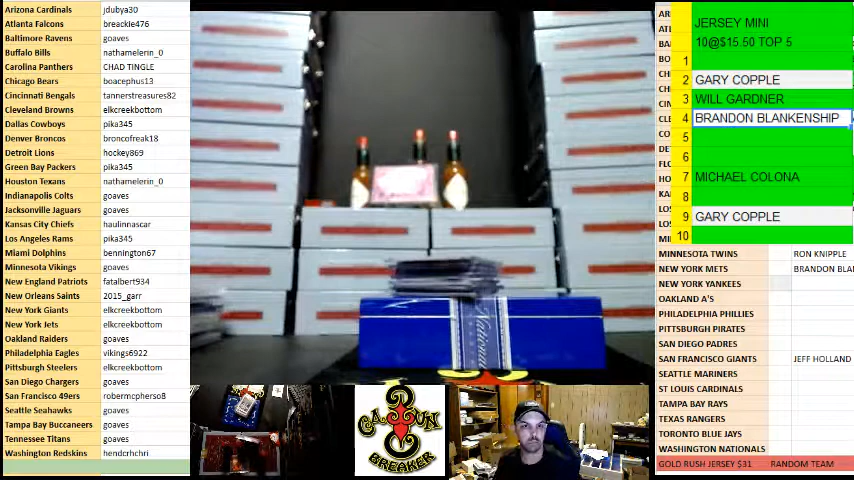 Arizona Cardinals jdubya30
Atlanta Falcons breackie476
Baltimore Ravens goaves
Buffalo Bills nathamelerin_0
Carolina Panthers CHAD TINGLE
Chicago Bears boacephus13
Cincinnati Bengals tannerstreasures82
Cleveland Browns elkcreekbottom
Dallas Cowboys pika345
Denver Broncos broncofreak18
Detroit Lions hockey869
Green Bay Packers pika345
Houston Texans nathamelerin_0
Indianapolis Colts goaves
Jacksonville Jaguars goaves
Kansas City Chiefs haulinnascar
Los Angeles Rams pika345
Miami Dolphins bennington67
Minnesota Vikings goaves
New England Patriots fatalbert934
New Orleans Saints 2015_garr
New York Giants elkcreekbottom
New York Jets elkcreekbottom
Oakland Raiders goaves
Philadelphia Eagles vikings6922
Pittsburgh Steelers elkcreekbottom
San Diego Chargers goaves
San Francisco 49ers robermcpherso8
Seattle Seahawks goaves
Tampa Bay Buccaneers goaves
Tennessee Titans goaves
Washington Redskins hendcrhchri
National
CAJUN
BREAKER
JERSEY MINI
10@$15.50 TOP 5
1
2 GARY COPPLE
3 WILL GARDNER
4 BRANDON BLANKENSHIP
5
6
7 MICHAEL COLONA
8
9 GARY COPPLE
10
MINNESOTA TWINS RON KNIPPLE
NEW YORK METS BRANDON BLA
NEW YORK YANKEES
OAKLAND A'S
PHILADELPHIA PHILLIES
PITTSBURGH PIRATES
SAN DIEGO PADRES
SAN FRANCISCO GIANTS JEFF HOLLAND
SEATTLE MARINERS
ST LOUIS CARDINALS
TAMPA BAY RAYS
TEXAS RANGERS
TORONTO BLUE JAYS
WASHINGTON NATIONALS
GOLD RUSH JERSEY $31 RANDOM TEAM